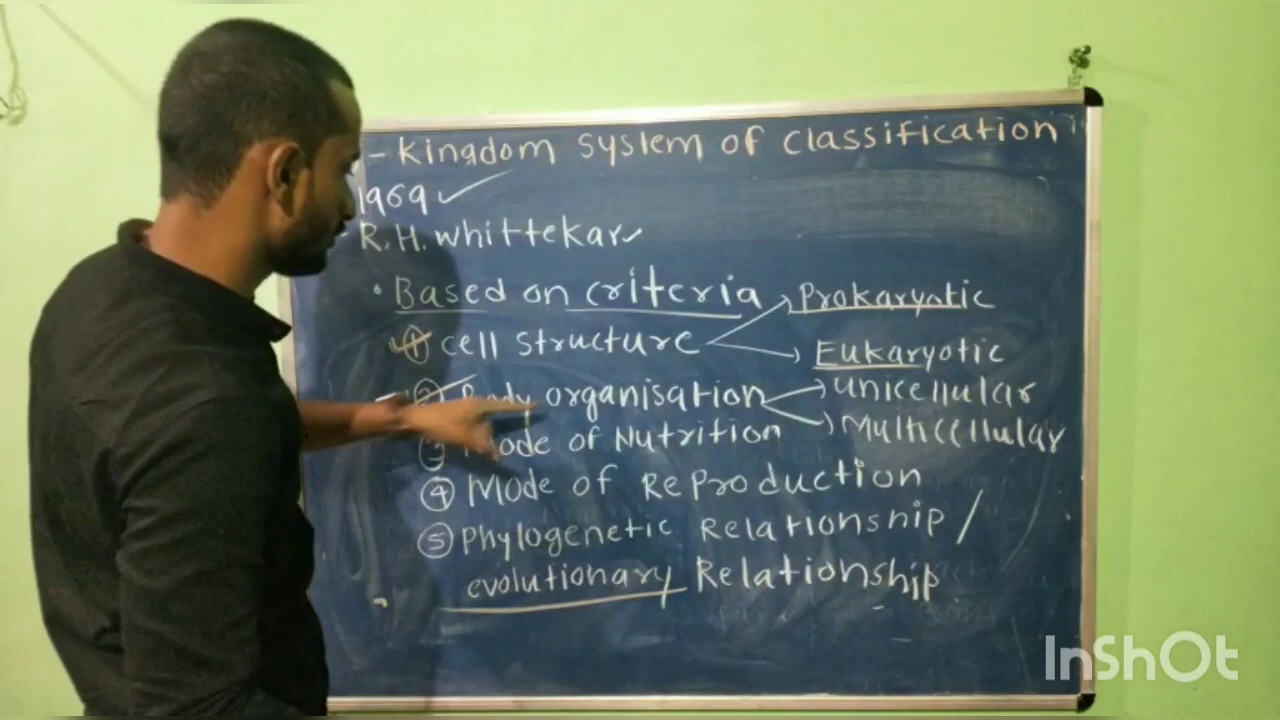 - Kingdom System of Classification
1969
R. H. Whittekar
• Based on criteria
① cell structure → Prokaryotic
→ Eukaryotic
② Body organisation → Unicellular
→ Multicellular
③ Mode of Nutrition
④ Mode of Reproduction
⑤ Phylogenetic Relationship /
evolutionary Relationship
InShOt